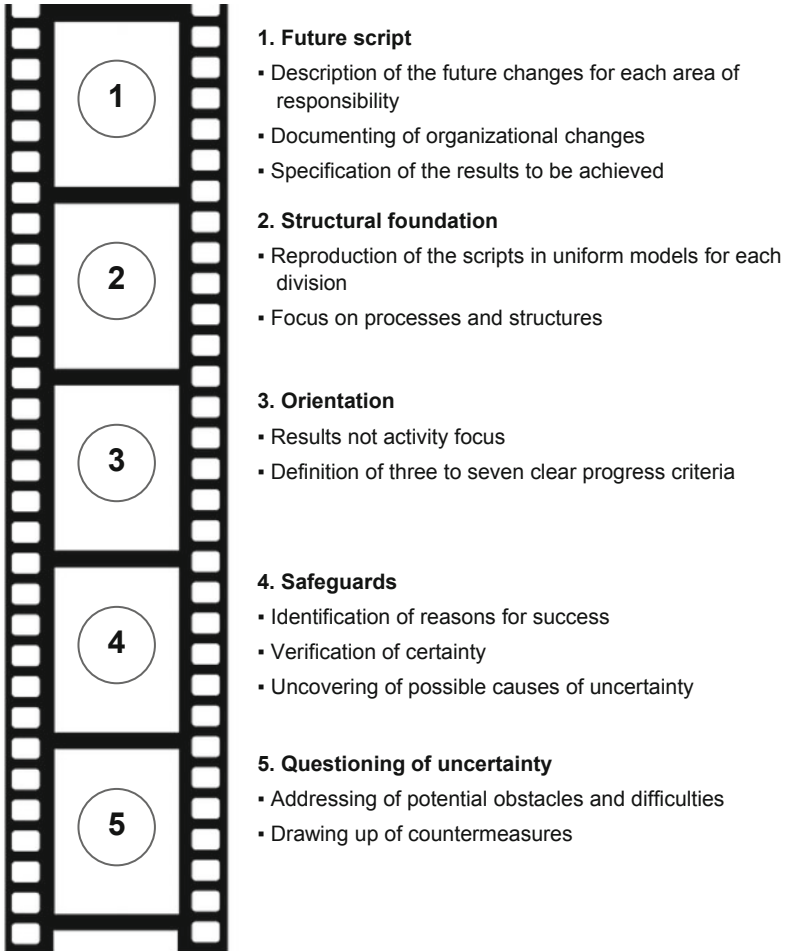 1
1. Future script
▪ Description of the future changes for each area of
responsibility
▪ Documenting of organizational changes
▪ Specification of the results to be achieved
2
2. Structural foundation
▪ Reproduction of the scripts in uniform models for each
division
▪ Focus on processes and structures
3
3. Orientation
▪ Results not activity focus
▪ Definition of three to seven clear progress criteria
4
4. Safeguards
▪ Identification of reasons for success
▪ Verification of certainty
▪ Uncovering of possible causes of uncertainty
5
5. Questioning of uncertainty
▪ Addressing of potential obstacles and difficulties
▪ Drawing up of countermeasures